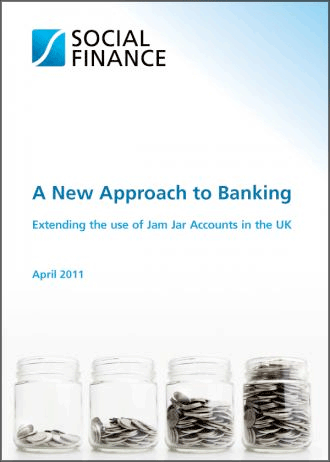 SOCIAL
FINANCE
A New Approach to Banking
Extending the use of Jam Jar Accounts in the UK
April 2011